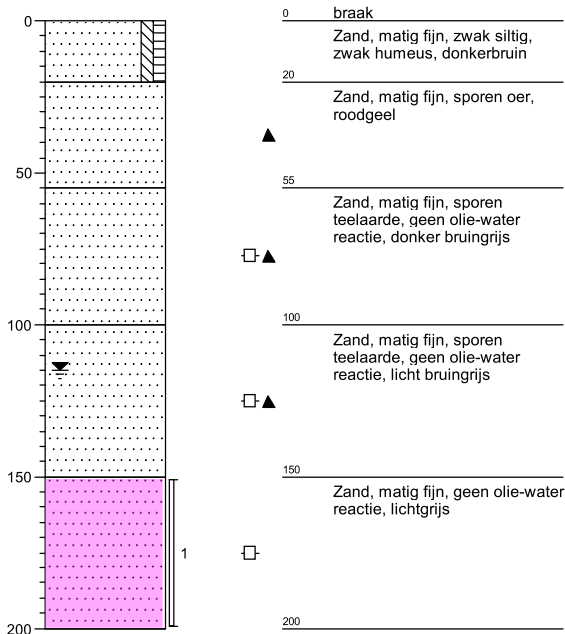 0
0
braak
Zand, matig fijn, zwak siltig,
zwak humeus, donkerbruin
20
Zand, matig fijn, sporen oer,
roodgeel
50
55
Zand, matig fijn, sporen
teelaarde, geen olie-water
reactie, donker bruingrijs
100
100
Zand, matig fijn, sporen
teelaarde, geen olie-water
reactie, licht bruingrijs
150
150
Zand, matig fijn, geen olie-water
reactie, lichtgrijs
1
200
200